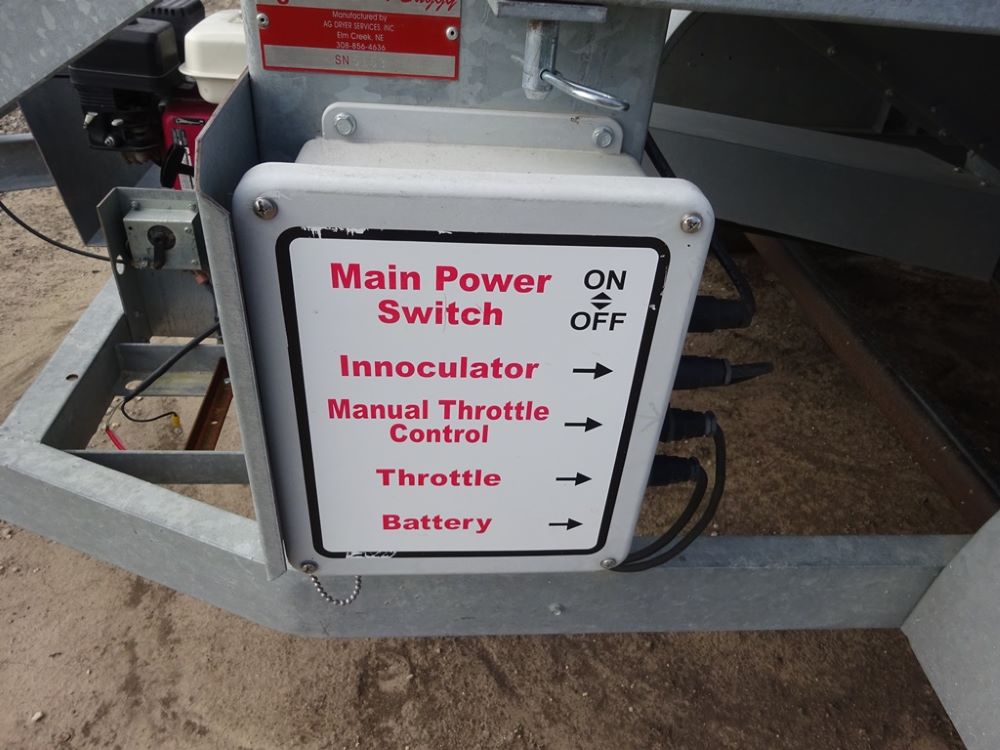 Buggy
Manufactured by
AG DRYER SERVICES, INC
Elm Creek, NE
308-856-4636
SN
Main Power
Switch
ON
OFF
Innoculator
Manual Throttle
Control
Throttle
Battery